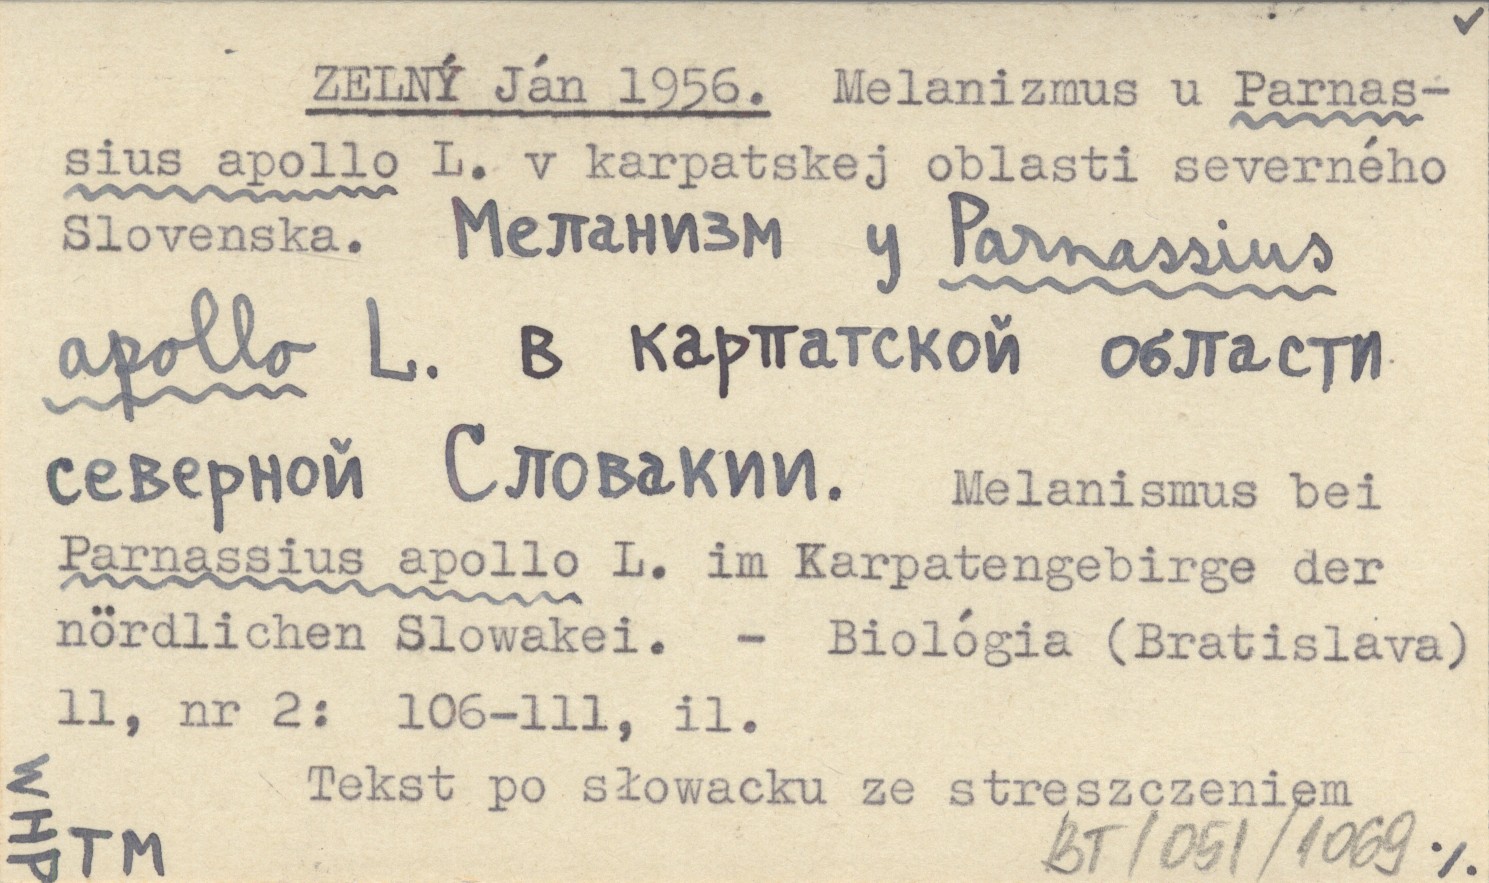 ZELNÝ Ján 1956. Melanizmus u Parnas-
sius apollo L. v karpatskej oblasti severného
Slovenska. Меланизм у Parnassius
apollo L. в карпатской области
северной Словакии. Melanismus bei
Parnassius apollo L. im Karpatengebirge der
nördlichen Slowakei. - Biológia (Bratislava)
11, nr 2: 106-111, il.
Tekst po słowacku ze streszczeniem
WHP TM BT/051/1069 ·/.